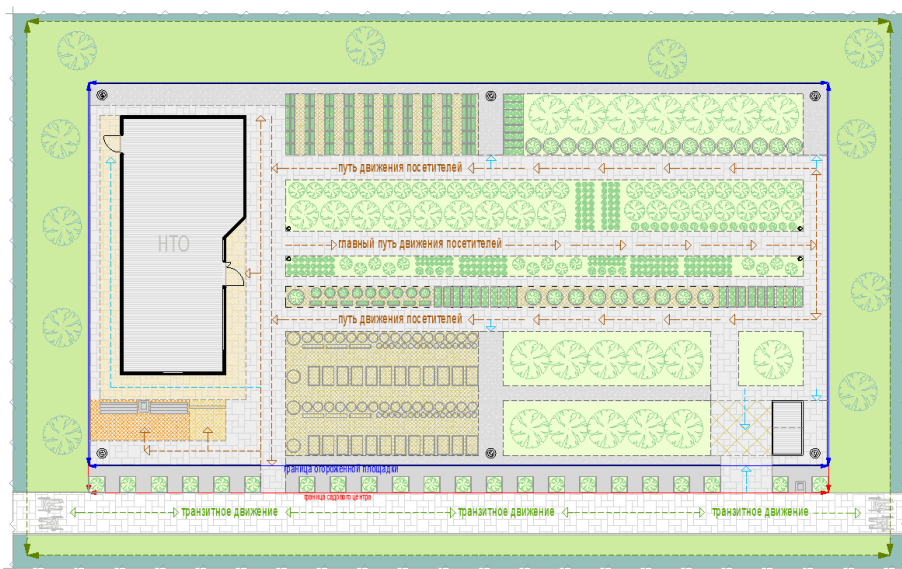 путь движения посетителей
НТО
главный путь движения посетителей
путь движения посетителей
граница огороженной площадки
граница садового центра
транзитное движение
транзитное движение
транзитное движение